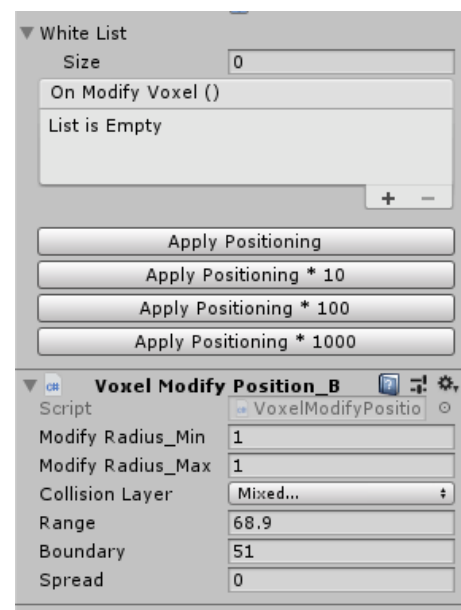 White List
Size 0
On Modify Voxel ()
List is Empty
+ −
Apply Positioning
Apply Positioning * 10
Apply Positioning * 100
Apply Positioning * 1000
c# Voxel Modify Position_B
Script VoxelModifyPositio
Modify Radius_Min 1
Modify Radius_Max 1
Collision Layer Mixed...
Range 68.9
Boundary 51
Spread 0